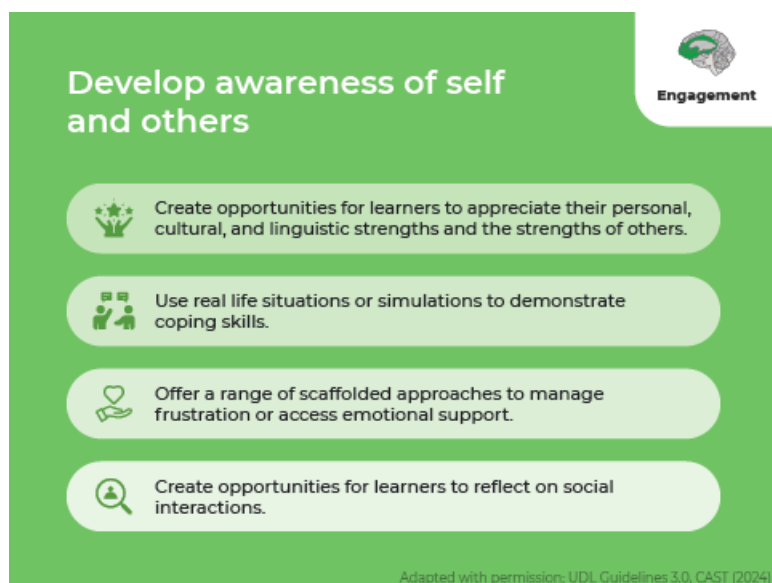 Develop awareness of self
and others
Engagement
Create opportunities for learners to appreciate their personal,
cultural, and linguistic strengths and the strengths of others.
Use real life situations or simulations to demonstrate
coping skills.
Offer a range of scaffolded approaches to manage
frustration or access emotional support.
Create opportunities for learners to reflect on social
interactions.
Adapted with permission: UDL Guidelines 3.0, CAST (2024)